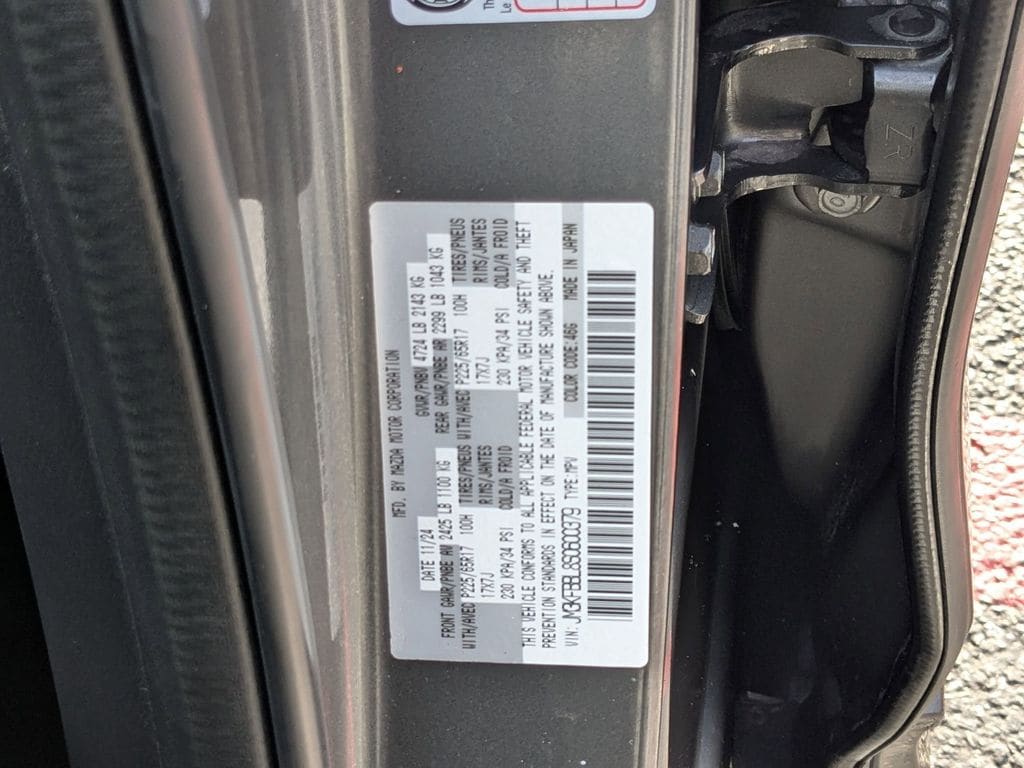 MFD. BY MAZDA MOTOR CORPORATION
DATE 11/24 GVWR/PNBV 4724 LB 2143 KG
FRONT GAWR/PNBE AV 2425 LB 1100 KG REAR GAWR/PNBE AR 2299 LB 1043 KG
WITH/AVEC P225/65R17 100H TIRES/PNEUS WITH/AVEC P225/65R17 100H TIRES/PNEUS
17X7J RIMS/JANTES 17X7J RIMS/JANTES
230 KPA/34 PSI COLD/A FROID 230 KPA/34 PSI COLD/A FROID
THIS VEHICLE CONFORMS TO ALL APPLICABLE FEDERAL MOTOR VEHICLE SAFETY AND THEFT
PREVENTION STANDARDS IN EFFECT ON THE DATE OF MANUFACTURE SHOWN ABOVE.
VIN:JM3KFBBL8S0600379 TYPE:MPV COLOR CODE:46G MADE IN JAPAN
ZR